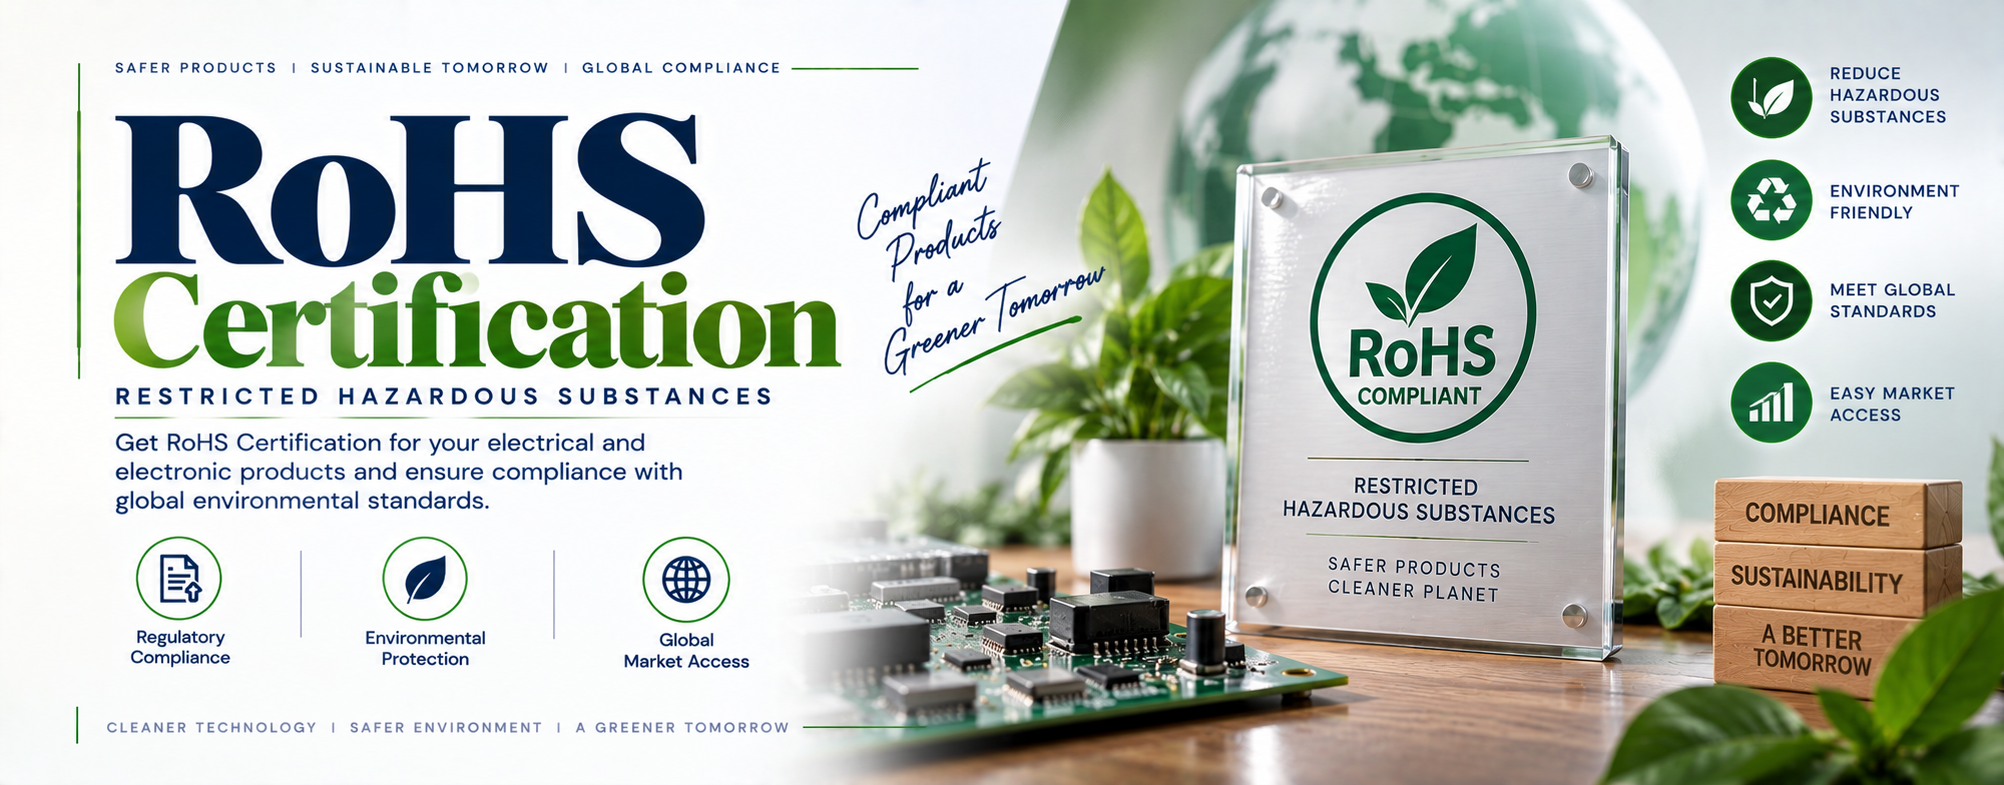 SAFER PRODUCTS | SUSTAINABLE TOMORROW | GLOBAL COMPLIANCE
RoHS
Certification
RESTRICTED HAZARDOUS SUBSTANCES
Get RoHS Certification for your electrical and
electronic products and ensure compliance with
global environmental standards.
Regulatory
Compliance
Environmental
Protection
Global
Market Access
CLEANER TECHNOLOGY | SAFER ENVIRONMENT | A GREENER TOMORROW
Compliant
Products
for a
Greener Tomorrow
RoHS
COMPLIANT
RESTRICTED
HAZARDOUS SUBSTANCES
SAFER PRODUCTS
CLEANER PLANET
REDUCE
HAZARDOUS
SUBSTANCES
ENVIRONMENT
FRIENDLY
MEET GLOBAL
STANDARDS
EASY MARKET
ACCESS
COMPLIANCE
SUSTAINABILITY
A BETTER
TOMORROW